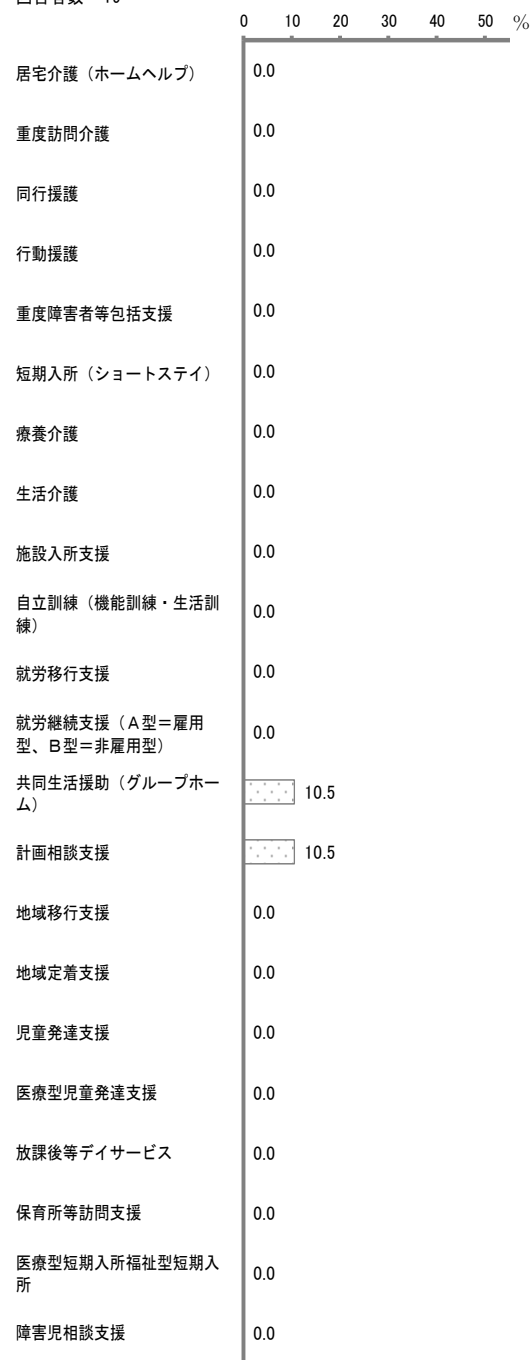 0 10 20 30 40 50 %
居宅介護（ホームヘルプ） 0.0
重度訪問介護 0.0
同行援護 0.0
行動援護 0.0
重度障害者等包括支援 0.0
短期入所（ショートステイ） 0.0
療養介護 0.0
生活介護 0.0
施設入所支援 0.0
自立訓練（機能訓練・生活訓
練） 0.0
就労移行支援 0.0
就労継続支援（Ａ型＝雇用
型、Ｂ型＝非雇用型） 0.0
共同生活援助（グループホー
ム） 10.5
計画相談支援 10.5
地域移行支援 0.0
地域定着支援 0.0
児童発達支援 0.0
医療型児童発達支援 0.0
放課後等デイサービス 0.0
保育所等訪問支援 0.0
医療型短期入所福祉型短期入
所 0.0
障害児相談支援 0.0